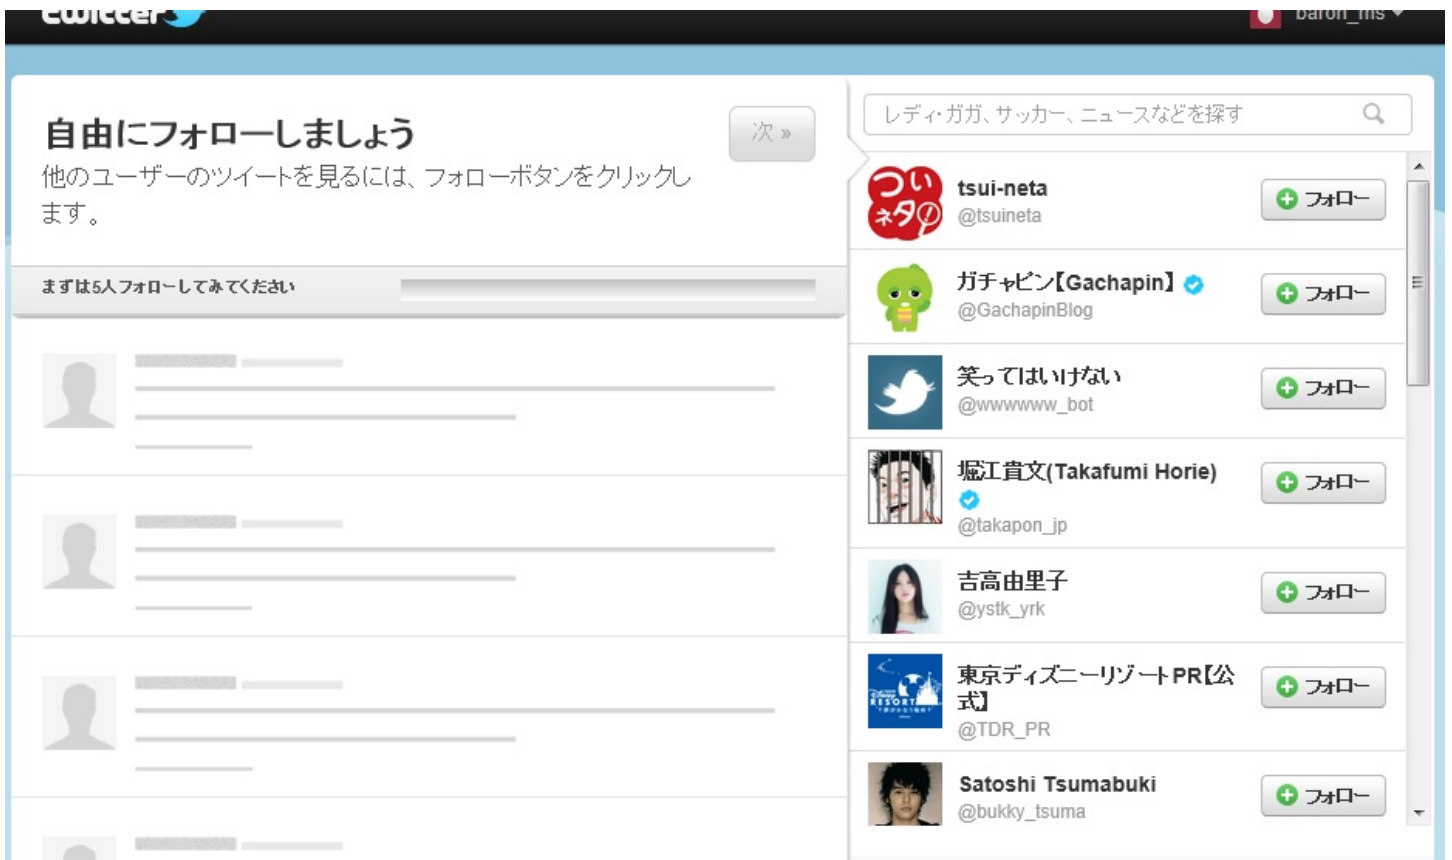 twitter
baron_ms
自由にフォローしましょう
他のユーザーのツイートを見るには、フォローボタンをクリックし
ます。
次 »
まずは5人フォローしてみてください
レディ・ガガ、サッカー、ニュースなどを探す
ついネタ!
tsui-neta
@tsuineta
フォロー
ガチャピン【Gachapin】
@GachapinBlog
フォロー
笑ってはいけない
@wwwwww_bot
フォロー
堀江貴文(Takafumi Horie)
@takapon_jp
フォロー
吉高由里子
@ystk_yrk
フォロー
Disney
RESORT
東京ディズニーリゾートPR【公
式】
@TDR_PR
フォロー
Satoshi Tsumabuki
@bukky_tsuma
フォロー